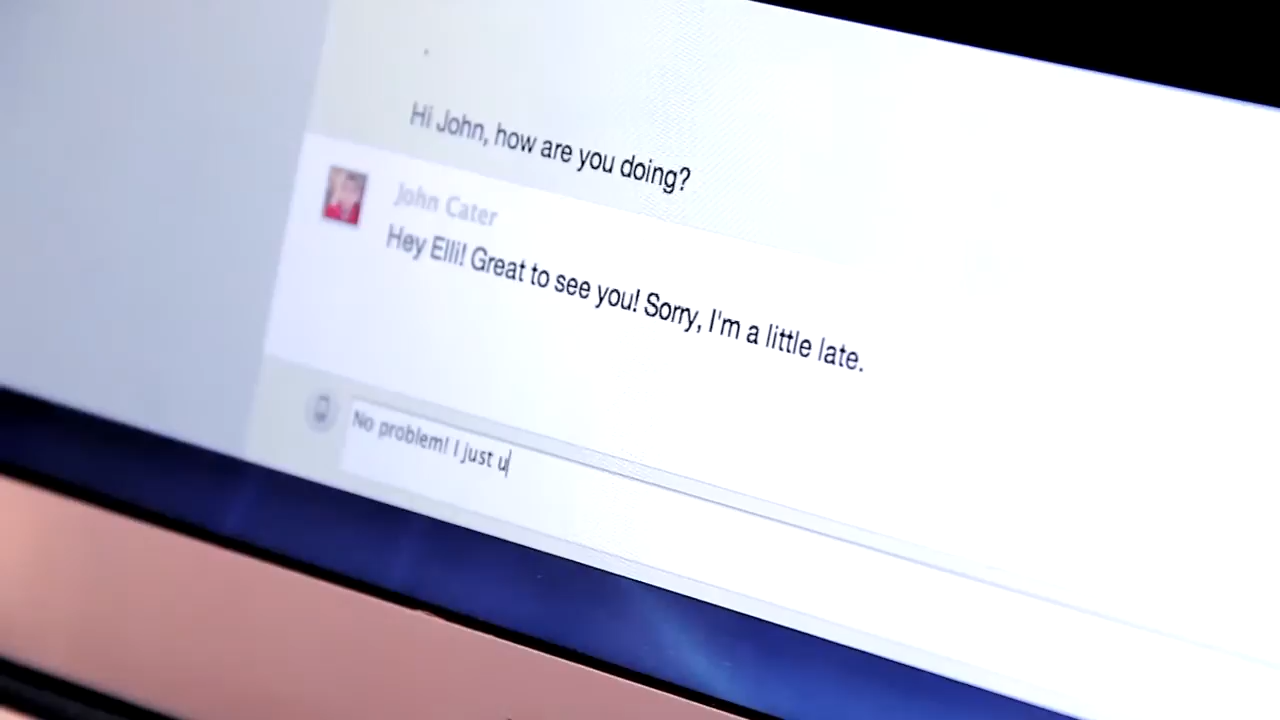 Hi John, how are you doing?
John Cater
Hey Elli! Great to see you! Sorry, I'm a little late.
No problem! I just u